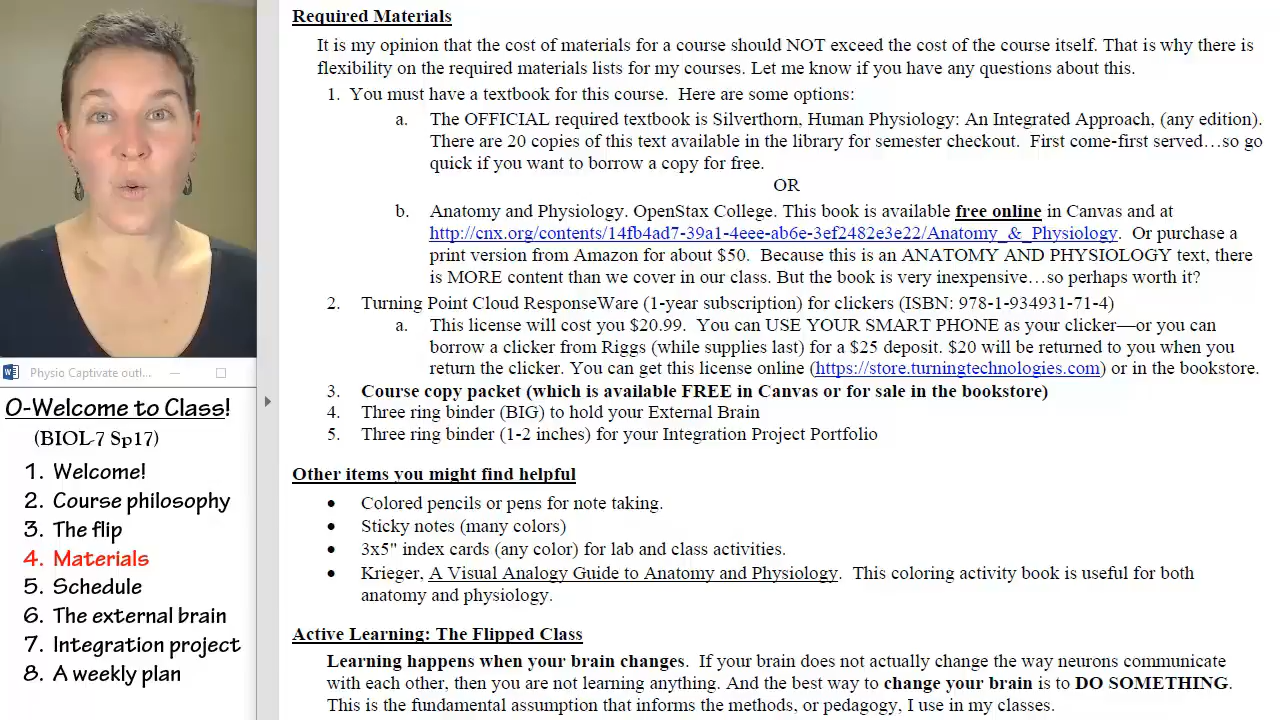 Required Materials
It is my opinion that the cost of materials for a course should NOT exceed the cost of the course itself. That is why there is
flexibility on the required materials lists for my courses. Let me know if you have any questions about this.
1. You must have a textbook for this course. Here are some options:
a. The OFFICIAL required textbook is Silverthorn, Human Physiology: An Integrated Approach, (any edition).
There are 20 copies of this text available in the library for semester checkout. First come-first served…so go
quick if you want to borrow a copy for free.
OR
b. Anatomy and Physiology. OpenStax College. This book is available free online in Canvas and at
http://cnx.org/contents/14fb4ad7-39a1-4eee-ab6e-3ef2482e3e22/Anatomy_&_Physiology. Or purchase a
print version from Amazon for about $50. Because this is an ANATOMY AND PHYSIOLOGY text, there
is MORE content than we cover in our class. But the book is very inexpensive…so perhaps worth it?
2. Turning Point Cloud ResponseWare (1-year subscription) for clickers (ISBN: 978-1-934931-71-4)
a. This license will cost you $20.99. You can USE YOUR SMART PHONE as your clicker—or you can
borrow a clicker from Riggs (while supplies last) for a $25 deposit. $20 will be returned to you when you
return the clicker. You can get this license online (https://store.turningtechnologies.com) or in the bookstore.
3. Course copy packet (which is available FREE in Canvas or for sale in the bookstore)
4. Three ring binder (BIG) to hold your External Brain
5. Three ring binder (1-2 inches) for your Integration Project Portfolio
Other items you might find helpful
• Colored pencils or pens for note taking.
• Sticky notes (many colors)
• 3x5" index cards (any color) for lab and class activities.
• Krieger, A Visual Analogy Guide to Anatomy and Physiology. This coloring activity book is useful for both
anatomy and physiology.
Active Learning: The Flipped Class
Learning happens when your brain changes. If your brain does not actually change the way neurons communicate
with each other, then you are not learning anything. And the best way to change your brain is to DO SOMETHING.
This is the fundamental assumption that informs the methods, or pedagogy, I use in my classes.
Physio Captivate outl...
0-Welcome to Class!
(BIOL-7 Sp17)
1. Welcome!
2. Course philosophy
3. The flip
4. Materials
5. Schedule
6. The external brain
7. Integration project
8. A weekly plan